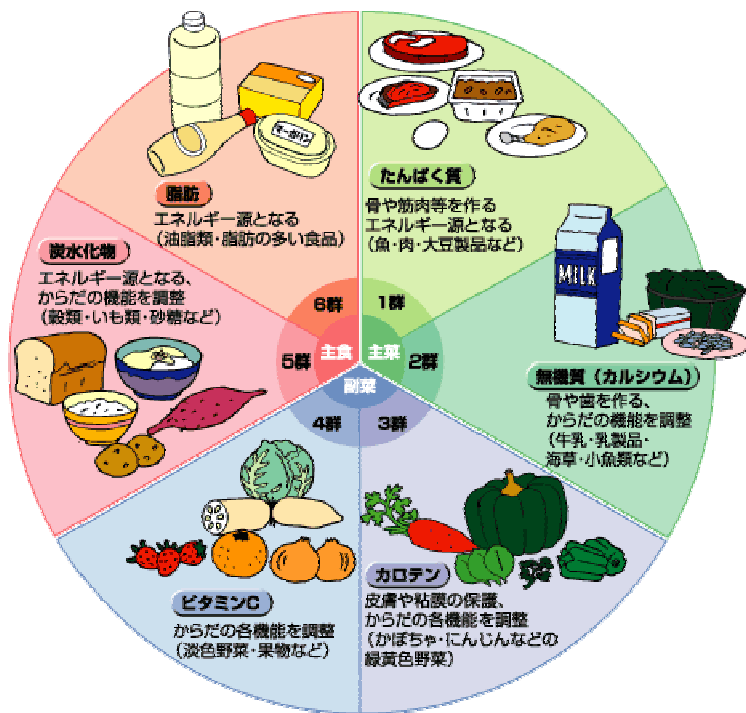 マーガリン
脂肪
エネルギー源となる
(油脂類・脂肪の多い食品)
たんぱく質
骨や筋肉等を作る
エネルギー源となる
(魚・肉・大豆製品など)
炭水化物
エネルギー源となる、
からだの機能を調整
(穀類・いも類・砂糖など)
MILK
無機質(カルシウム)
骨や歯を作る、
からだの機能を調整
(牛乳・乳製品・
海草・小魚類など)
6群
1群
5群
主食
主菜
2群
副菜
4群
3群
ビタミンC
からだの各機能を調整
(淡色野菜・果物など)
カロテン
皮膚や粘膜の保護、
からだの各機能を調整
(かぼちゃ・にんじんなどの
緑黄色野菜)